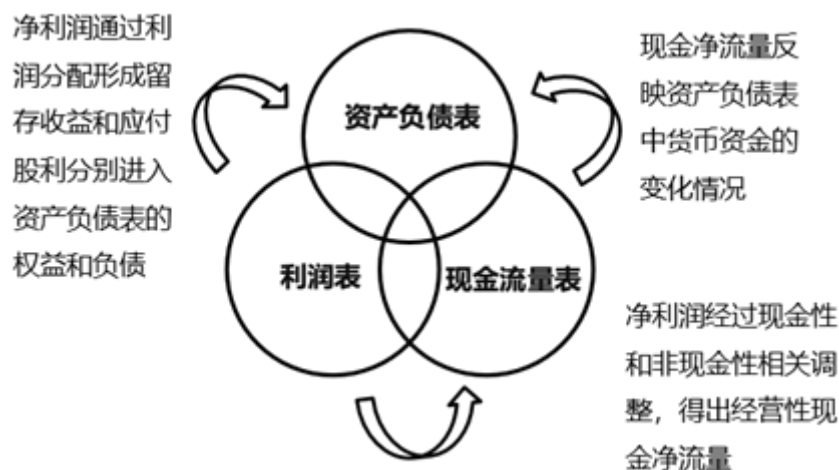 净利润通过利
润分配形成留
存收益和应付
股利分别进入
资产负债表的
权益和负债
资产负债表
现金净流量反
映资产负债表
中货币资金的
变化情况
利润表
现金流量表
净利润经过现金性
和非现金性相关调
整，得出经营性现
金净流量